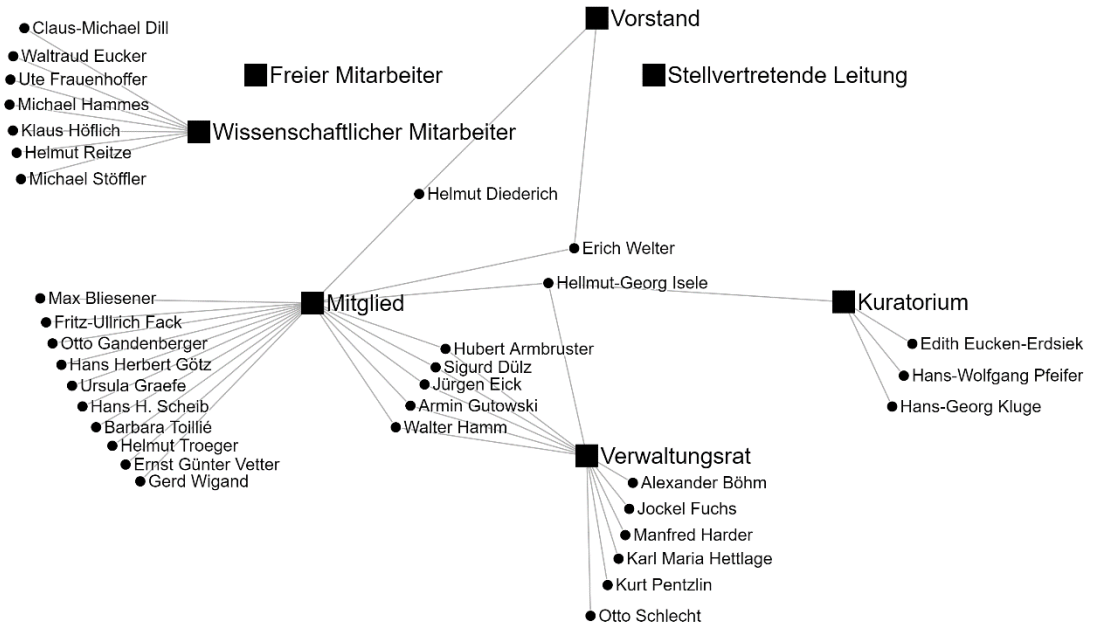 Vorstand
Claus-Michael Dill
Waltraud Eucker
Ute Frauenhoffer
Freier Mitarbeiter
Stellvertretende Leitung
Michael Hammes
Klaus Höflich
Wissenschaftlicher Mitarbeiter
Helmut Reitze
Michael Stöffler
Helmut Diederich
Erich Welter
Hellmut-Georg Isele
Max Bliesener
Mitglied
Kuratorium
Fritz-Ullrich Fack
Otto Gandenberger
Hans Herbert Götz
Ursula Graefe
Hans H. Scheib
Barbara Toillié
Helmut Troeger
Ernst Günter Vetter
Gerd Wigand
Hubert Armbruster
Sigurd Dülz
Jürgen Eick
Armin Gutowski
Walter Hamm
Edith Eucken-Erdsiek
Hans-Wolfgang Pfeifer
Hans-Georg Kluge
Verwaltungsrat
Alexander Böhm
Jockel Fuchs
Manfred Harder
Karl Maria Hettlage
Kurt Pentzlin
Otto Schlecht